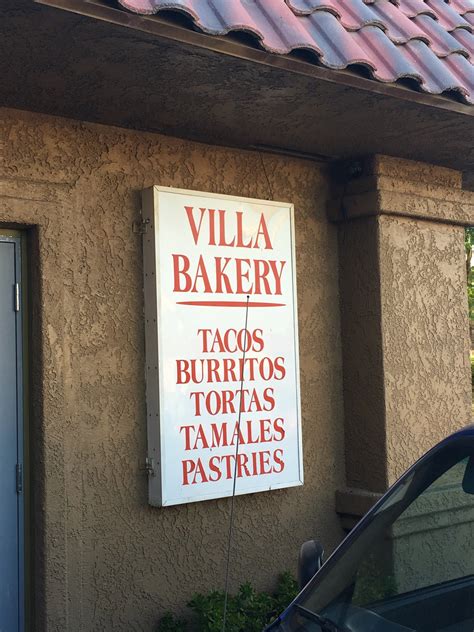 VILLA
BAKERY
TACOS
BURRITOS
TORTAS
TAMALES
PASTRIES